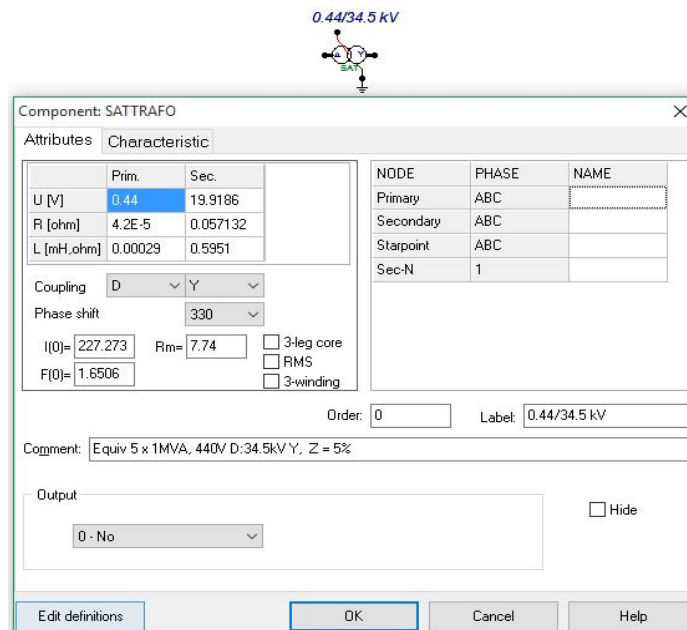 0.44/34.5 kV
Δ Y
SAT
Component: SATTRAFO
Attributes Characteristic
Prim. Sec.
U [V] 0.44 19.9186
R [ohm] 4.2E-5 0.057132
L [mH,ohm] 0.00029 0.5951
Coupling D Y
Phase shift 330
I(0)= 227.273 Rm= 7.74
F(0)= 1.6506
3-leg core
RMS
3-winding
NODE PHASE NAME
Primary ABC
Secondary ABC
Starpoint ABC
Sec-N 1
Order: 0 Label: 0.44/34.5 kV
Comment: Equiv 5 x 1MVA, 440V D:34.5kV Y, Z = 5%
Output
0 - No
Hide
Edit definitions OK Cancel Help